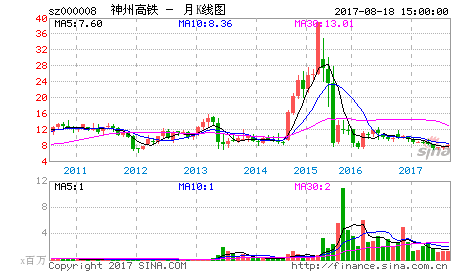 sz000008 神州高铁 - 月K线图 2017-08-18 15:00:00
MA5:7.60 MA10:8.36 MA30:13.01
40
36
32
28
24
20
16
12
8
4
sina
2011 2012 2013 2014 2015 2016 2017
MA5:1 MA10:1 MA30:2
12
8
4
x百万
Copyright 2017 SINA.COM http://finance.sina.com.cn